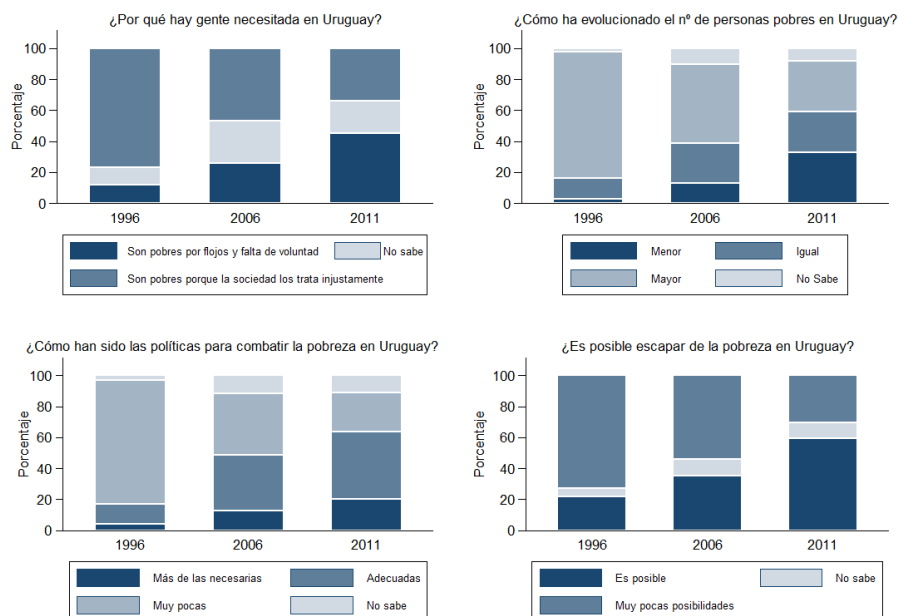 ¿Por qué hay gente necesitada en Uruguay?
Porcentaje
100
80
60
40
20
0
1996 2006 2011
Son pobres por flojos y falta de voluntad No sabe
Son pobres porque la sociedad los trata injustamente
¿Cómo ha evolucionado el nº de personas pobres en Uruguay?
Porcentaje
100
80
60
40
20
0
1996 2006 2011
Menor Igual
Mayor No Sabe
¿Cómo han sido las políticas para combatir la pobreza en Uruguay?
Porcentaje
100
80
60
40
20
0
1996 2006 2011
Más de las necesarias Adecuadas
Muy pocas No sabe
¿Es posible escapar de la pobreza en Uruguay?
Porcentaje
100
80
60
40
20
0
1996 2006 2011
Es posible No sabe
Muy pocas posibilidades